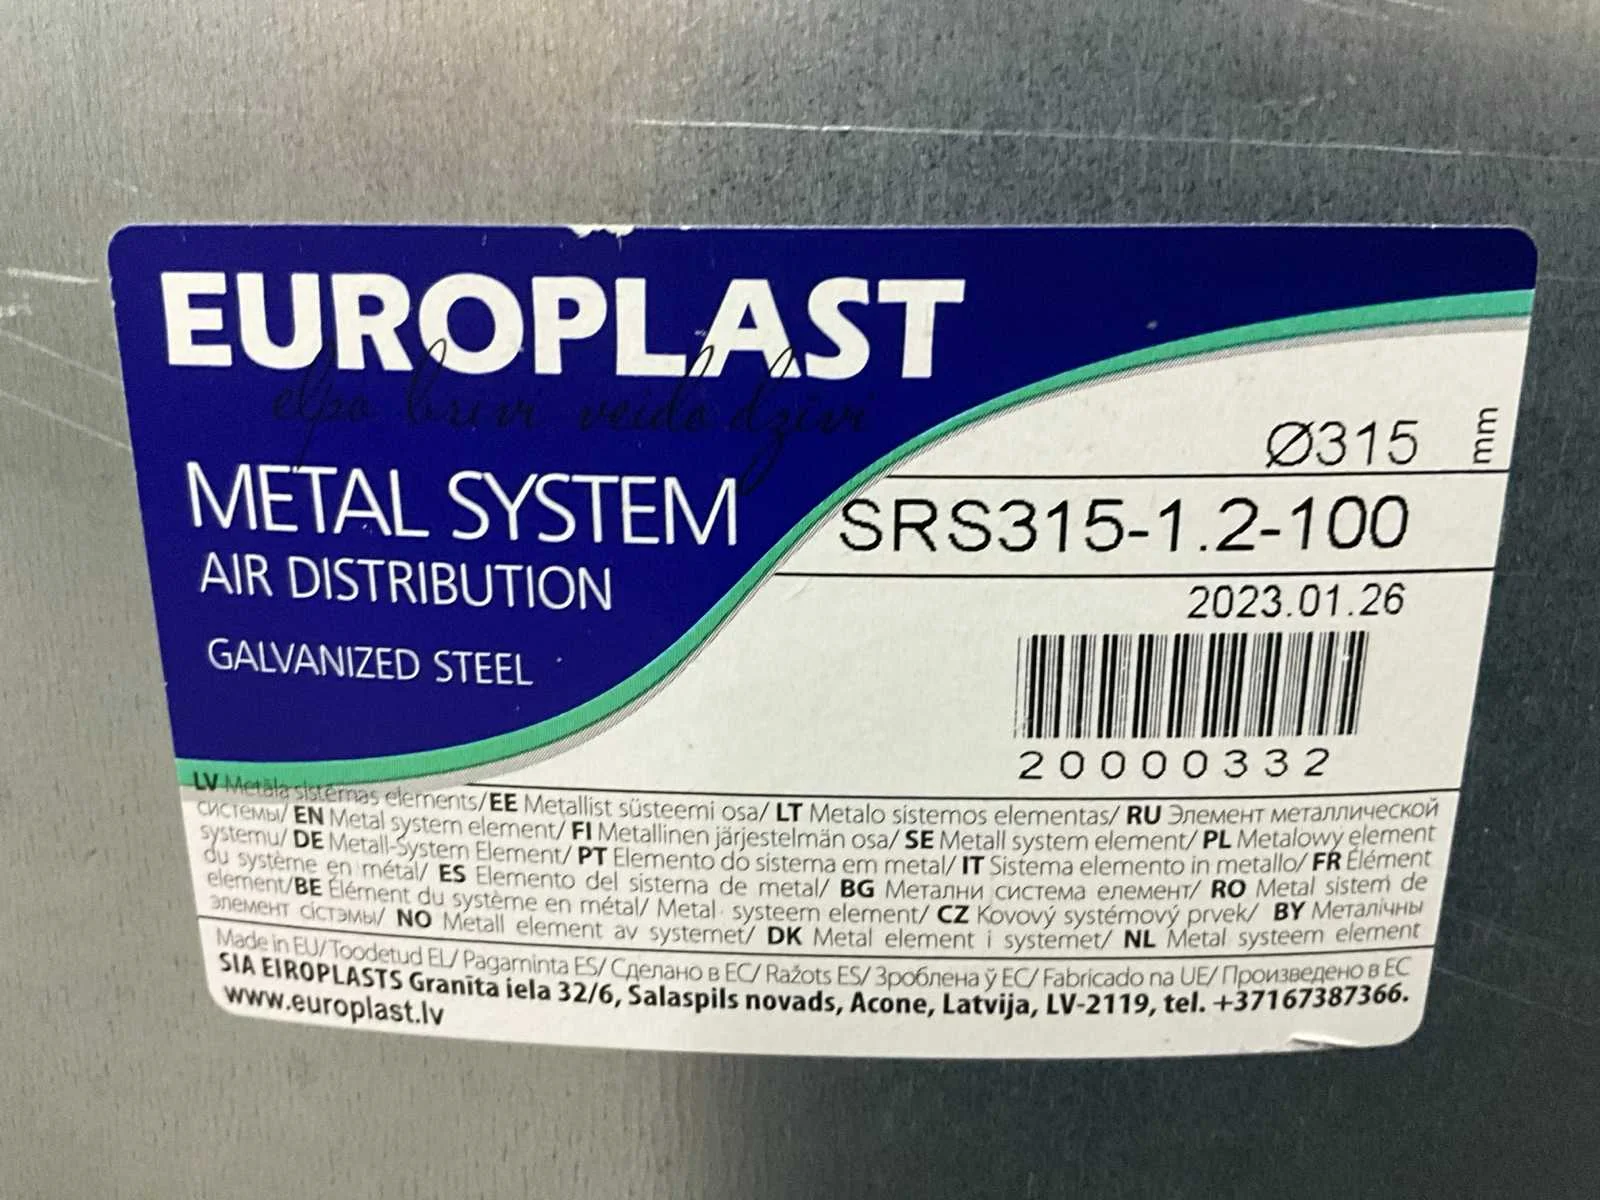 EUROPLAST
elpo brīvi veido dzīvi
METAL SYSTEM
AIR DISTRIBUTION
GALVANIZED STEEL
Ø315 mm
SRS315-1.2-100
2023.01.26
20000332
LV Metāla sistēmas elements/EE Metallist süsteemi osa/ LT Metalo sistemos elementas/ RU Элемент металлической
системы/ EN Metal system element/ FI Metallinen järjestelmän osa/ SE Metall system element/ PL Metalowy element
systemu/ DE Metall-System Element/ PT Elemento do sistema em metal/ IT Sistema elemento in metallo/ FR Élément
du système en métal/ ES Elemento del sistema de metal/ BG Метални система елемент/ RO Metal sistem de
element/BE Élément du système en métal/ Metal systeem element/ CZ Kovový systémový prvek/ BY Металічны
элемент сістэмы/ NO Metall element av systemet/ DK Metal element i systemet/ NL Metal systeem element
Made in EU/ Toodetud EL/ Pagaminta ES/ Сделано в ЕС/ Ražots ES/ Зроблена ў ЕС/ Fabricado na UE/ Произведено в ЕС
SIA EIROPLASTS Granīta iela 32/6, Salaspils novads, Acone, Latvija, LV-2119, tel. +37167387366.
www.europlast.lv